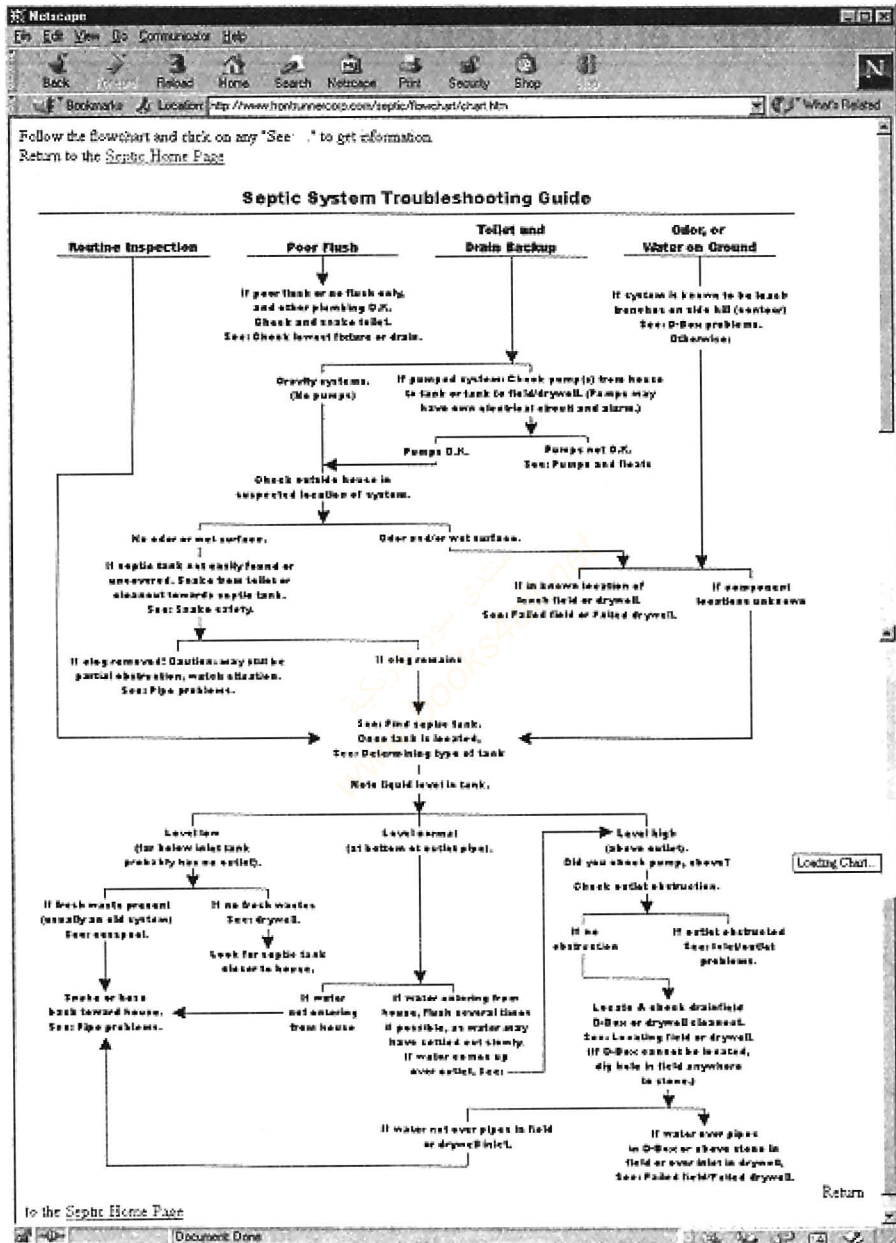 Netscape
File Edit View Go Communicator Help
Back Reload Home Search Netscape Print Security Shop
Bookmarks Location: http://www.frontrunnercorp.com/septic/flowchart/chart.htm What's Related
Follow the flowchart and click on any "See: ." to get information.
Return to the Septic Home Page
Septic System Troubleshooting Guide
Routine Inspection
Poor Flush
Toilet and
Drain Backup
Odor, or
Water on Ground
If poor flush or no flush only,
and other plumbing O.K.
Check and snake toilet.
See: Check lowest fixture or drain.
If system is known to be leach
trenches on side hill (contour)
See: D-Box problems.
Otherwise:
Gravity systems.
(No pumps)
If pumped system: Check pump(s) from house
to tank or tank to field/drywell. (Pumps may
have own electrical circuit and alarm.)
Pumps O.K.
Pumps not O.K.
See: Pumps and floats
Check outside house in
suspected location of system.
No odor or wet surface.
Odor and/or wet surface.
If septic tank not easily found or
uncovered. Snake from toilet or
cleanout towards septic tank.
See: Snake safety.
If in known location of
leach field or drywell.
See: Failed field or Failed drywell.
If component
locations unknown
If clog removed! Caution: may still be
partial obstruction, watch situation.
See: Pipe problems.
If clog remains
See: Find septic tank.
Once tank is located,
See: Determining type of tank
Note liquid level in tank.
Level low
(far below inlet tank
probably has no outlet).
Level normal
(at bottom of outlet pipe).
Level high
(above outlet).
Did you check pump, above?
Check outlet obstruction.
Loading Chart...
If fresh waste present
(usually an old system)
See: cesspool.
If no fresh wastes
See: drywell.
Look for septic tank
closer to house.
If no
obstruction
If outlet obstructed
See: Inlet/outlet
problems.
Snake or hose
back toward house.
See: Pipe problems.
If water
not entering
from house
If water entering from
house, flush several times
if possible, as water may
have settled out slowly.
If water comes up
over outlet, See:
Locate & check drainfield
D-Box or drywell cleanout.
See: Locating field or drywell.
(If D-Box cannot be located,
dig hole in field anywhere
to stone.)
If water not over pipes in field
or drywell inlet.
If water over pipes
in D-Box or above stone in
field or over inlet in drywell,
See: Failed field/Failed drywell.
Return
to the Septic Home Page
Document: Done